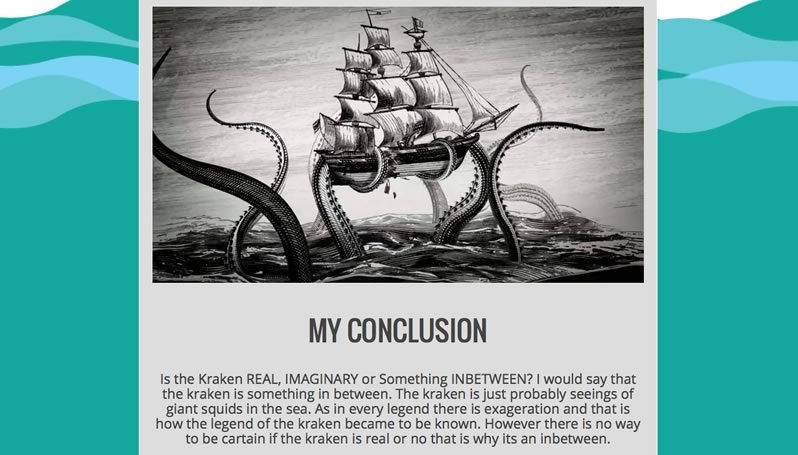 MY CONCLUSION
Is the Kraken REAL, IMAGINARY or Something INBETWEEN? I would say that
the kraken is something in between. The kraken is just probably seeings of
giant squids in the sea. As in every legend there is exageration and that is
how the legend of the kraken became to be known. However there is no way
to be cartain if the kraken is real or no that is why its an inbetween.